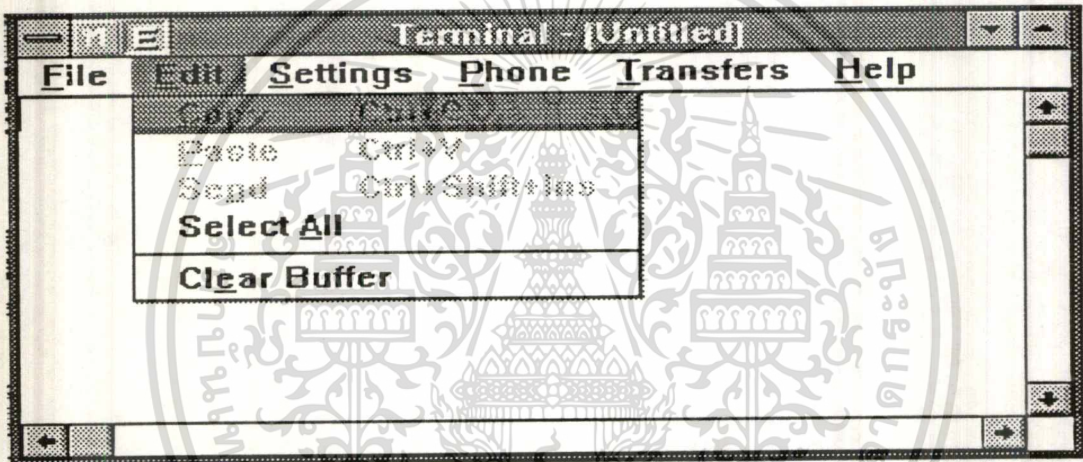 Terminal - [Untitled]
File Edit Settings Phone Transfers Help
Copy Ctrl+C
Paste Ctrl+V
Send Ctrl+Shift+Ins
Select All
Clear Buffer